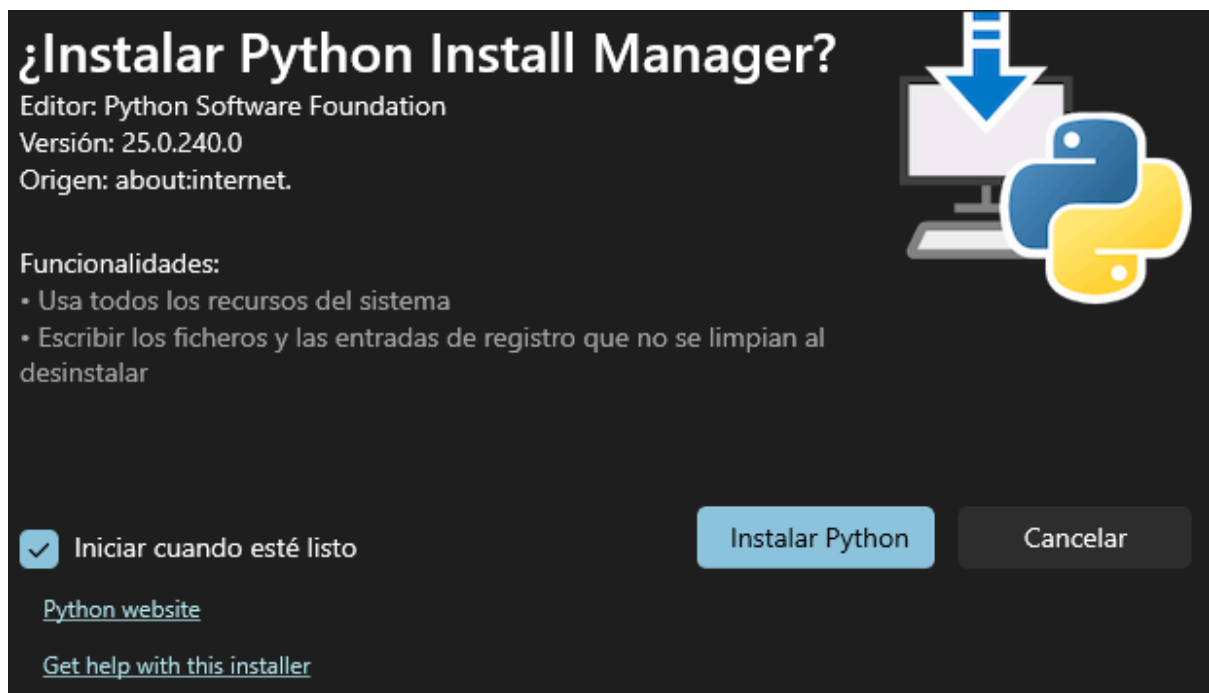 ¿Instalar Python Install Manager?
Editor: Python Software Foundation
Versión: 25.0.240.0
Origen: about:internet.
Funcionalidades:
• Usa todos los recursos del sistema
• Escribir los ficheros y las entradas de registro que no se limpian al
desinstalar
Iniciar cuando esté listo
Instalar Python
Cancelar
Python website
Get help with this installer